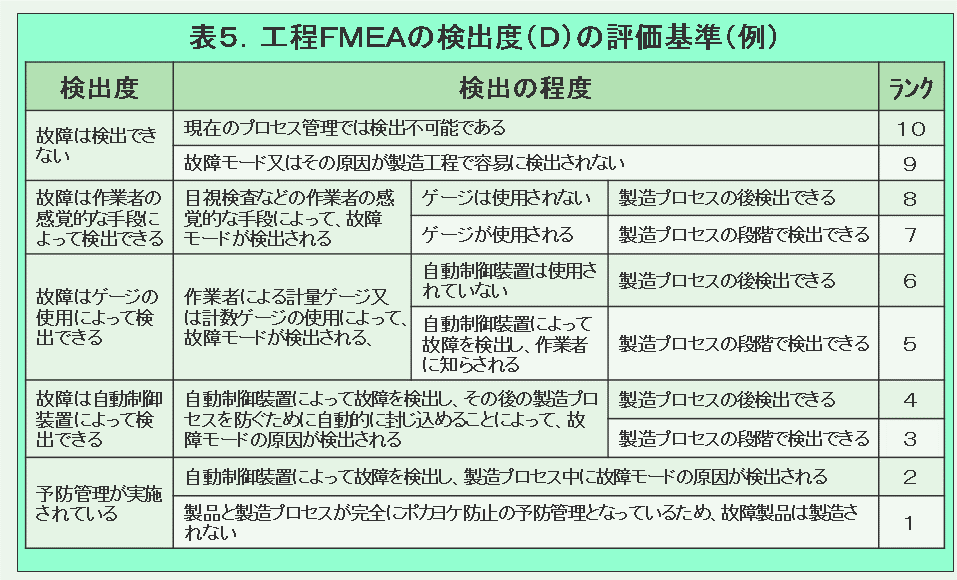 表５．工程FMEAの検出度（D）の評価基準（例）
検出度
検出の程度
ﾗﾝｸ
故障は検出でき
ない
現在のプロセス管理では検出不可能である
10
故障モード又はその原因が製造工程で容易に検出されない
9
故障は作業者の
感覚的な手段に
よって検出できる
目視検査などの作業者の感
覚的な手段によって、故障
モードが検出される
ゲージは使用されない
製造プロセスの後検出できる
8
ゲージが使用される
製造プロセスの段階で検出できる
7
故障はゲージの
使用によって検
出できる
作業者による計量ゲージ又
は計数ゲージの使用によって、
故障モードが検出される、
自動制御装置は使用さ
れていない
製造プロセスの後検出できる
6
自動制御装置によって
故障を検出し、作業者
に知らされる
製造プロセスの段階で検出できる
5
故障は自動制御
装置によって検
出できる
自動制御装置によって故障を検出し、その後の製造プロ
セスを防ぐために自動的に封じ込めることによって、故
障モードの原因が検出される
製造プロセスの後検出できる
4
製造プロセスの段階で検出できる
3
予防管理が実施
されている
自動制御装置によって故障を検出し、製造プロセス中に故障モードの原因が検出される
2
製品と製造プロセスが完全にポカヨケ防止の予防管理となっているため、故障製品は製造さ
れない
1